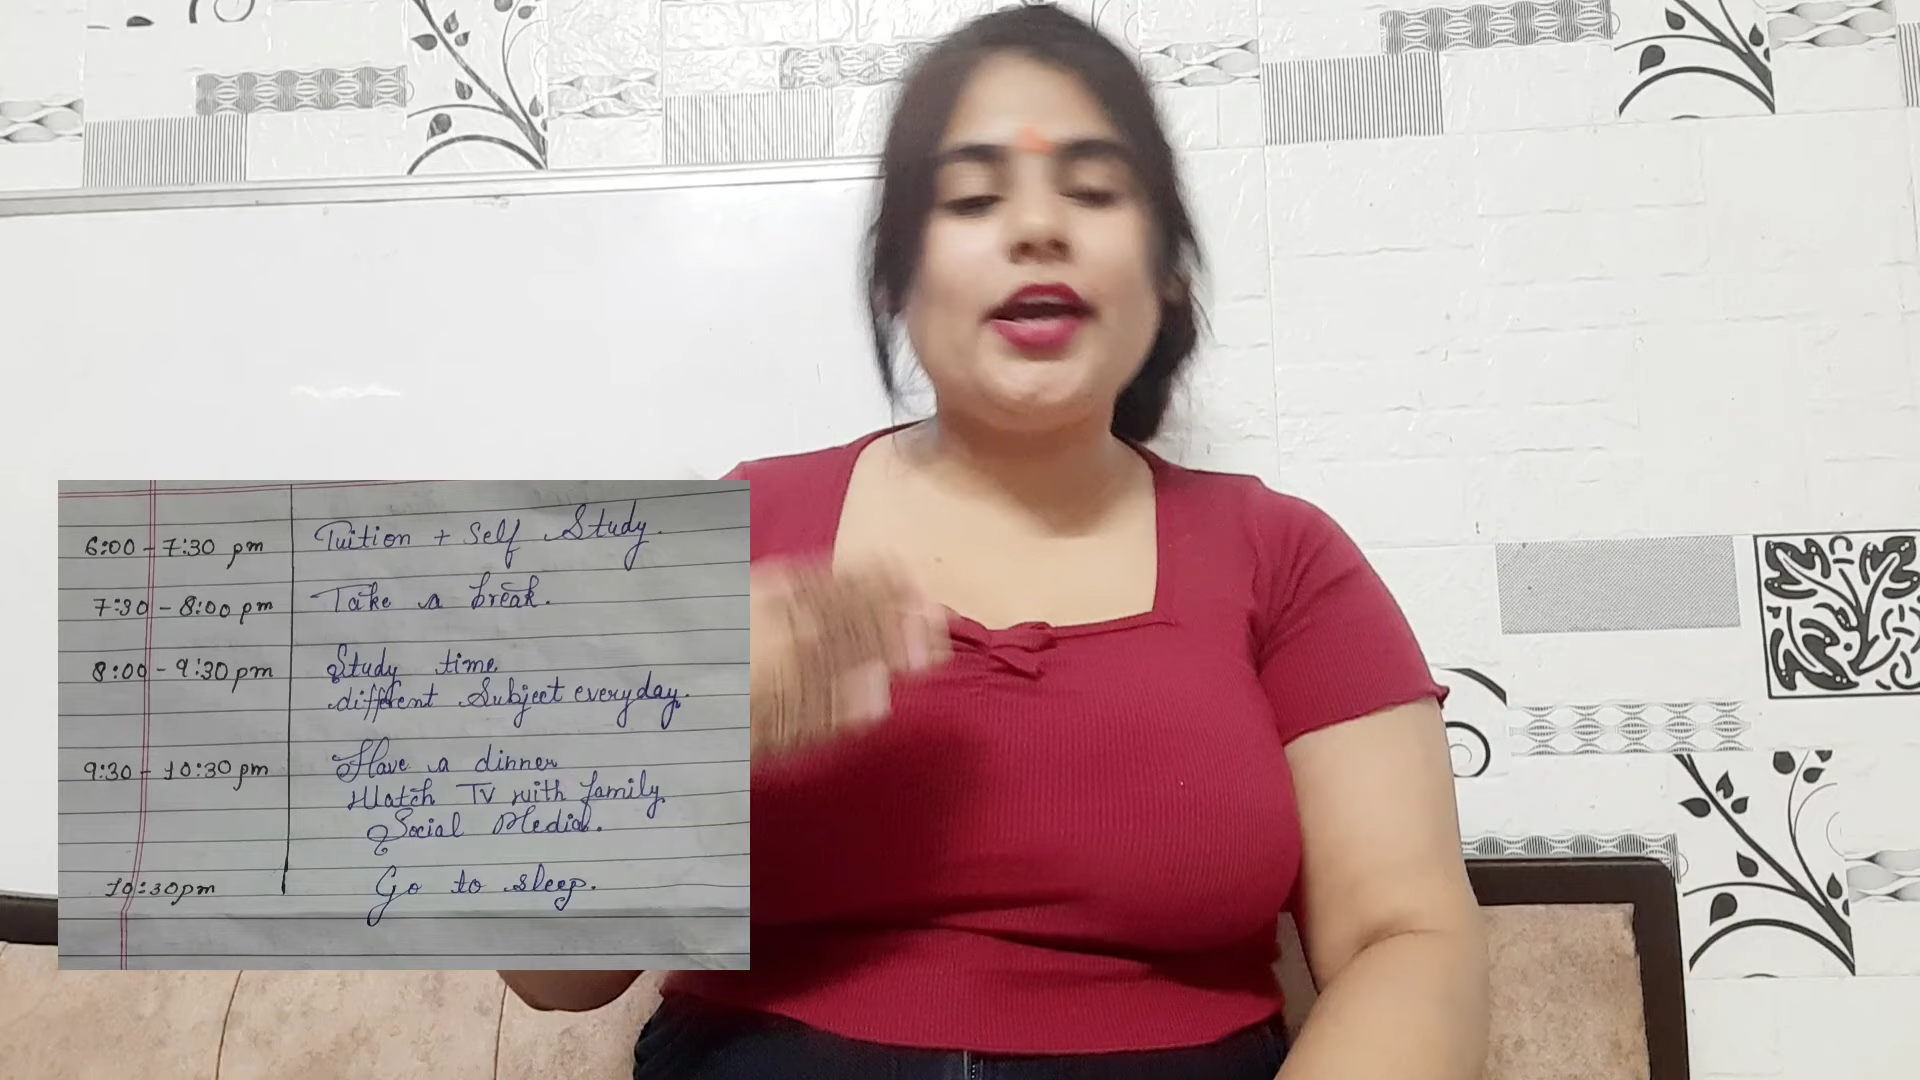 6:00 - 7:30 pm Tuition + Self Study.
7:30 - 8:00 pm Take a break.
8:00 - 9:30 pm Study time
different Subject everyday.
9:30 - 10:30 pm Have a dinner
Watch TV with family
Social Media.
10:30 pm Go to sleep.